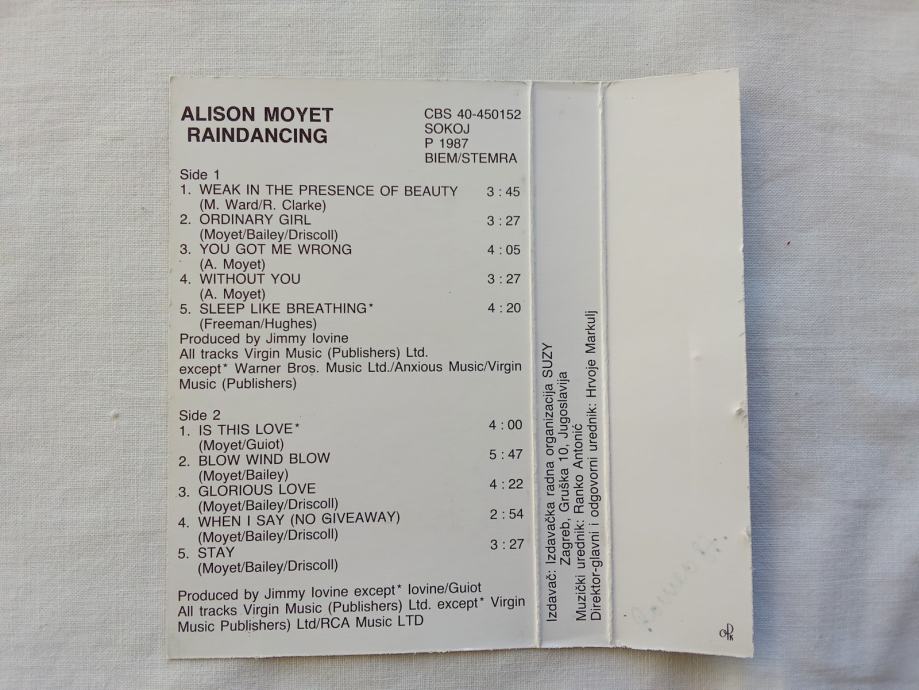 ALISON MOYET
RAINDANCING
CBS 40-450152
SOKOJ
P 1987
BIEM/STEMRA
Side 1
1. WEAK IN THE PRESENCE OF BEAUTY 3 : 45
(M. Ward/R. Clarke)
2. ORDINARY GIRL 3 : 27
(Moyet/Bailey/Driscoll)
3. YOU GOT ME WRONG 4 : 05
(A. Moyet)
4. WITHOUT YOU 3 : 27
(A. Moyet)
5. SLEEP LIKE BREATHING* 4 : 20
(Freeman/Hughes)
Produced by Jimmy Iovine
All tracks Virgin Music (Publishers) Ltd.
except* Warner Bros. Music Ltd./Anxious Music/Virgin
Music (Publishers)
Side 2
1. IS THIS LOVE* 4 : 00
(Moyet/Guiot)
2. BLOW WIND BLOW 5 : 47
(Moyet/Bailey)
3. GLORIOUS LOVE 4 : 22
(Moyet/Bailey/Driscoll)
4. WHEN I SAY (NO GIVEAWAY) 2 : 54
(Moyet/Bailey/Driscoll)
5. STAY 3 : 27
(Moyet/Bailey/Driscoll)
Produced by Jimmy Iovine except* Iovine/Guiot
All tracks Virgin Music (Publishers) Ltd. except* Virgin
Music Publishers) Ltd/RCA Music LTD
Izdavač: Izdavačka radna organizacija SUZY
Zagreb, Gruška 10, Jugoslavija
Muzički urednik: Ranko Antonić
Direktor-glavni i odgovorni urednik: Hrvoje Markulj